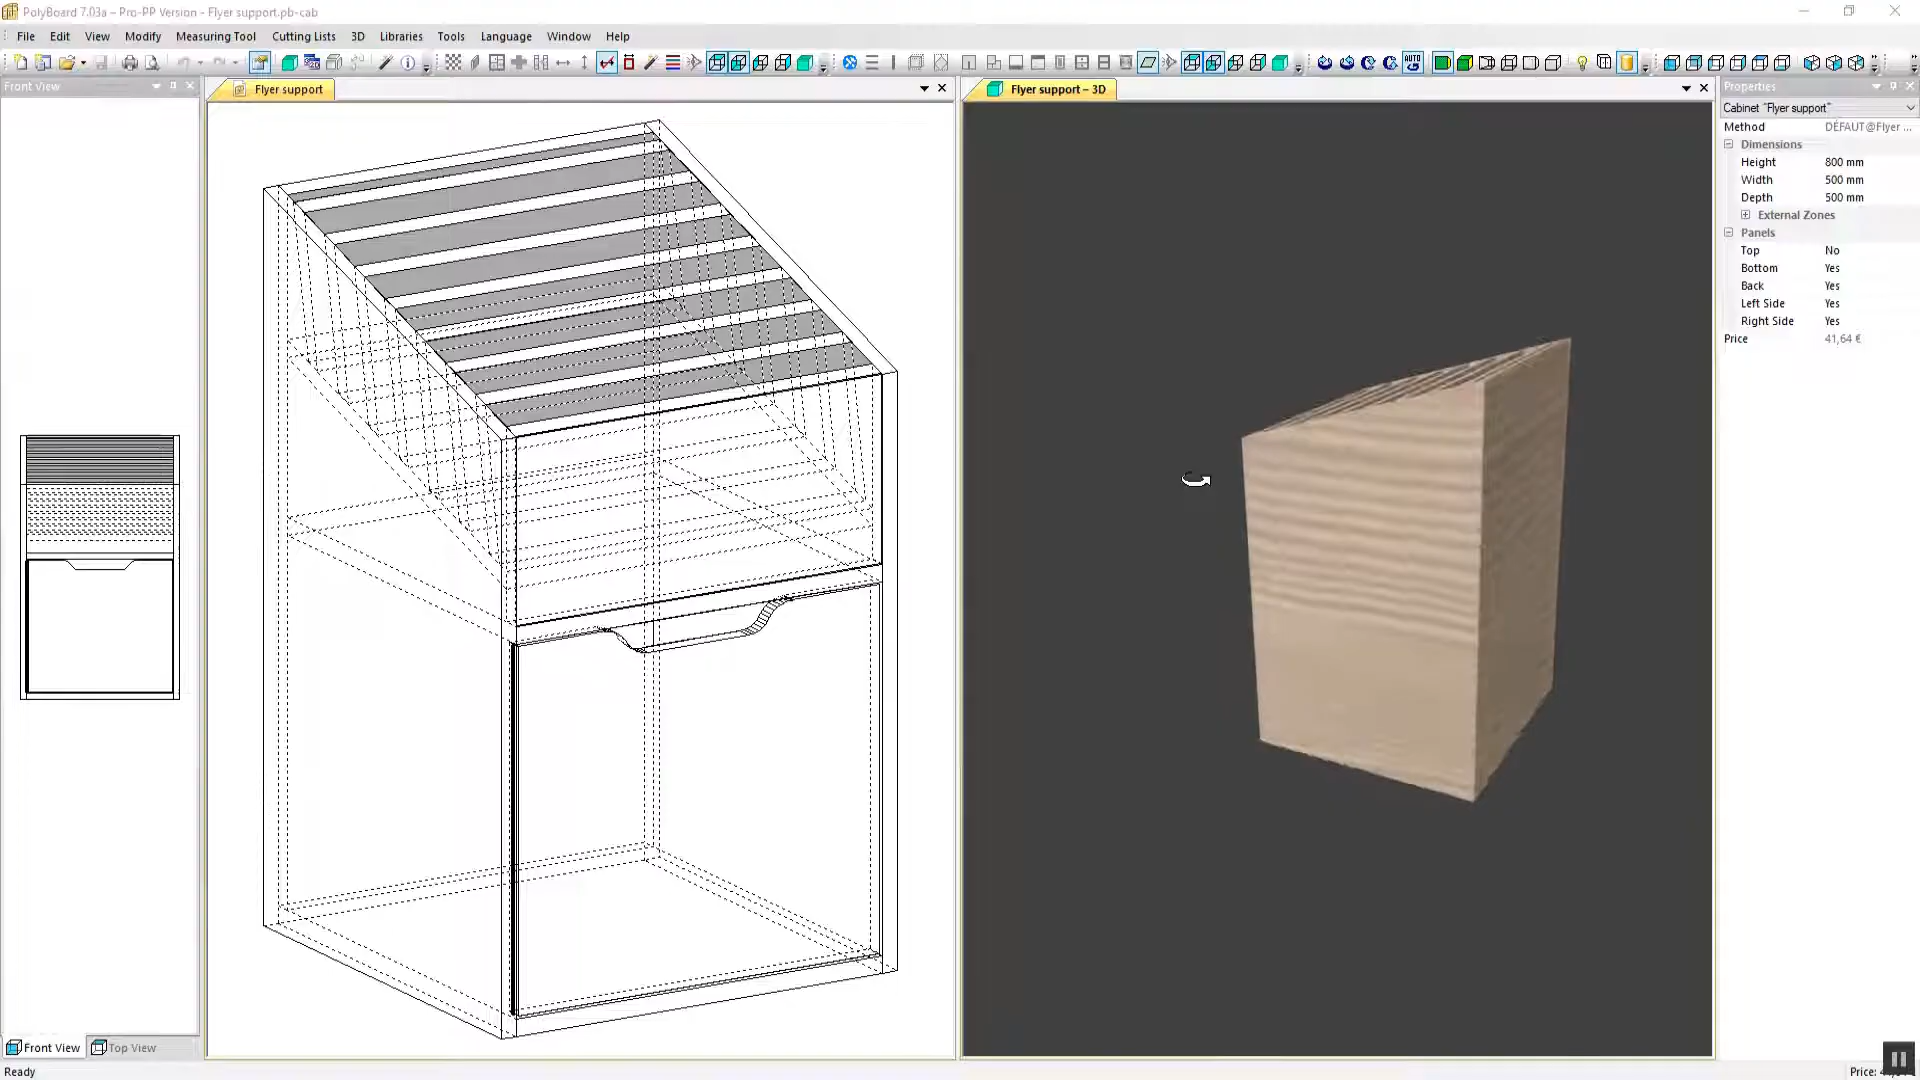 PolyBoard 7.03a – Pro-PP Version - Flyer support.pb-cab
File Edit View Modify Measuring Tool Cutting Lists 3D Libraries Tools Language Window Help
AUTO
Front View
Flyer support
Flyer support – 3D
Properties
Cabinet "Flyer support"
Method DÉFAUT@Flyer ...
Dimensions
Height 800 mm
Width 500 mm
Depth 500 mm
External Zones
Panels
Top No
Bottom Yes
Back Yes
Left Side Yes
Right Side Yes
Price 41,64 €
Front View Top View
Ready
Price: